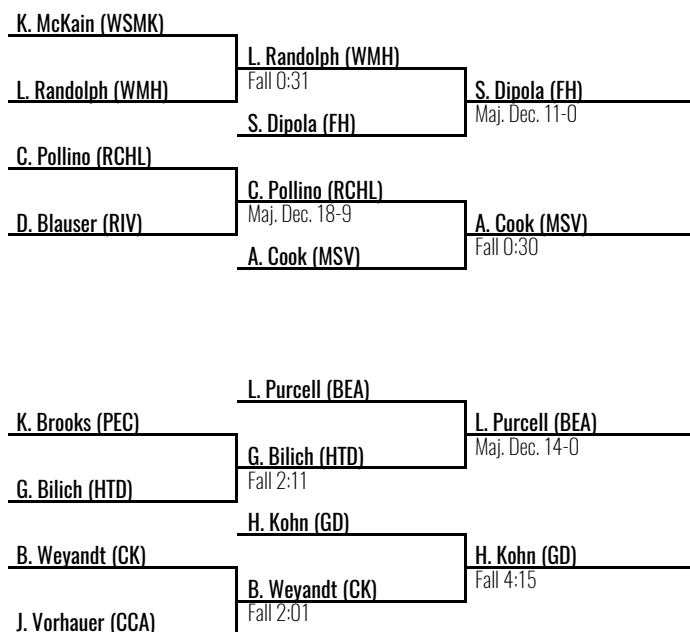 K. McKain (WSMK)
L. Randolph (WMH)
Fall 0:31
L. Randolph (WMH)
S. Dipola (FH)
Maj. Dec. 11-0
S. Dipola (FH)
C. Pollino (RCHL)
C. Pollino (RCHL)
Maj. Dec. 18-9
D. Blauser (RIV)
A. Cook (MSV)
Fall 0:30
A. Cook (MSV)
L. Purcell (BEA)
K. Brooks (PEC)
L. Purcell (BEA)
Maj. Dec. 14-0
G. Bilich (HTD)
Fall 2:11
G. Bilich (HTD)
H. Kohn (GD)
B. Weyandt (CK)
H. Kohn (GD)
Fall 4:15
B. Weyandt (CK)
Fall 2:01
J. Vorhauer (CCA)